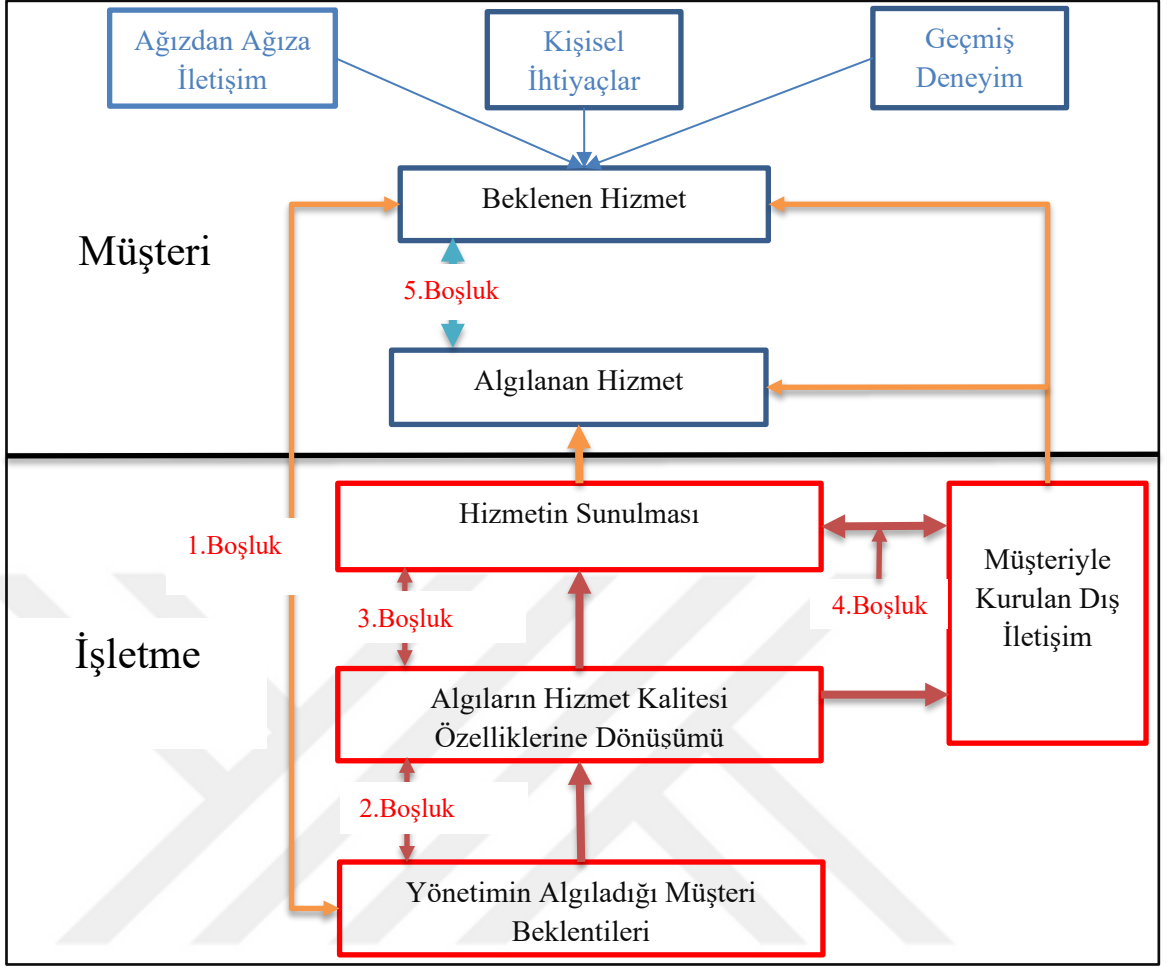 Ağızdan Ağıza
İletişim
Kişisel
İhtiyaçlar
Geçmiş
Deneyim
Beklenen Hizmet
Müşteri
5.Boşluk
Algılanan Hizmet
Hizmetin Sunulması
1.Boşluk
Müşteriyle
Kurulan Dış
İletişim
3.Boşluk
4.Boşluk
İşletme
Algıların Hizmet Kalitesi
Özelliklerine Dönüşümü
2.Boşluk
Yönetimin Algıladığı Müşteri
Beklentileri